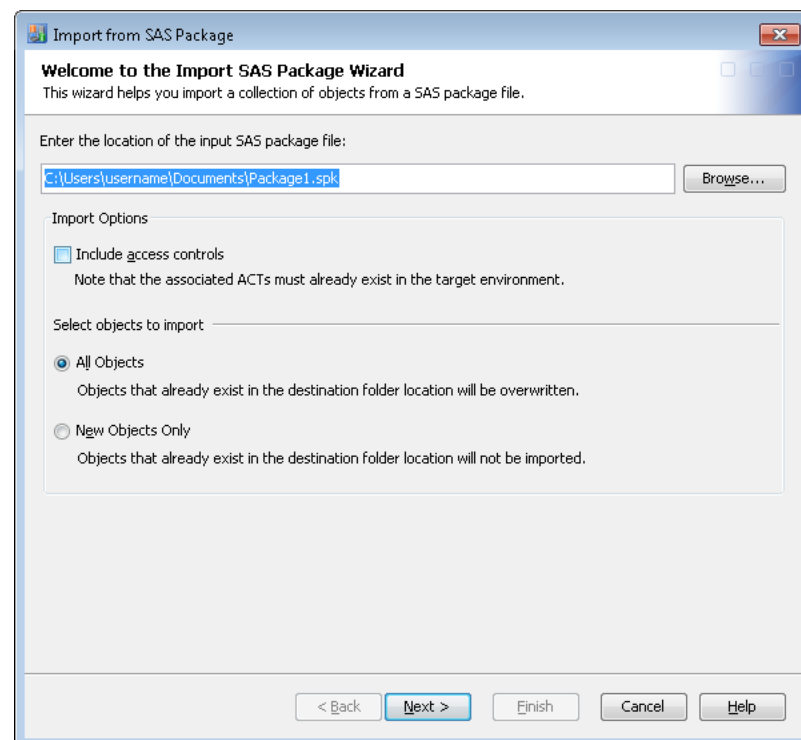 Import from SAS Package
Welcome to the Import SAS Package Wizard
This wizard helps you import a collection of objects from a SAS package file.
Enter the location of the input SAS package file:
C:\Users\username\Documents\Package1.spk
Browse...
Import Options
Include access controls
Note that the associated ACTs must already exist in the target environment.
Select objects to import
All Objects
Objects that already exist in the destination folder location will be overwritten.
New Objects Only
Objects that already exist in the destination folder location will not be imported.
< Back Next > Finish Cancel Help